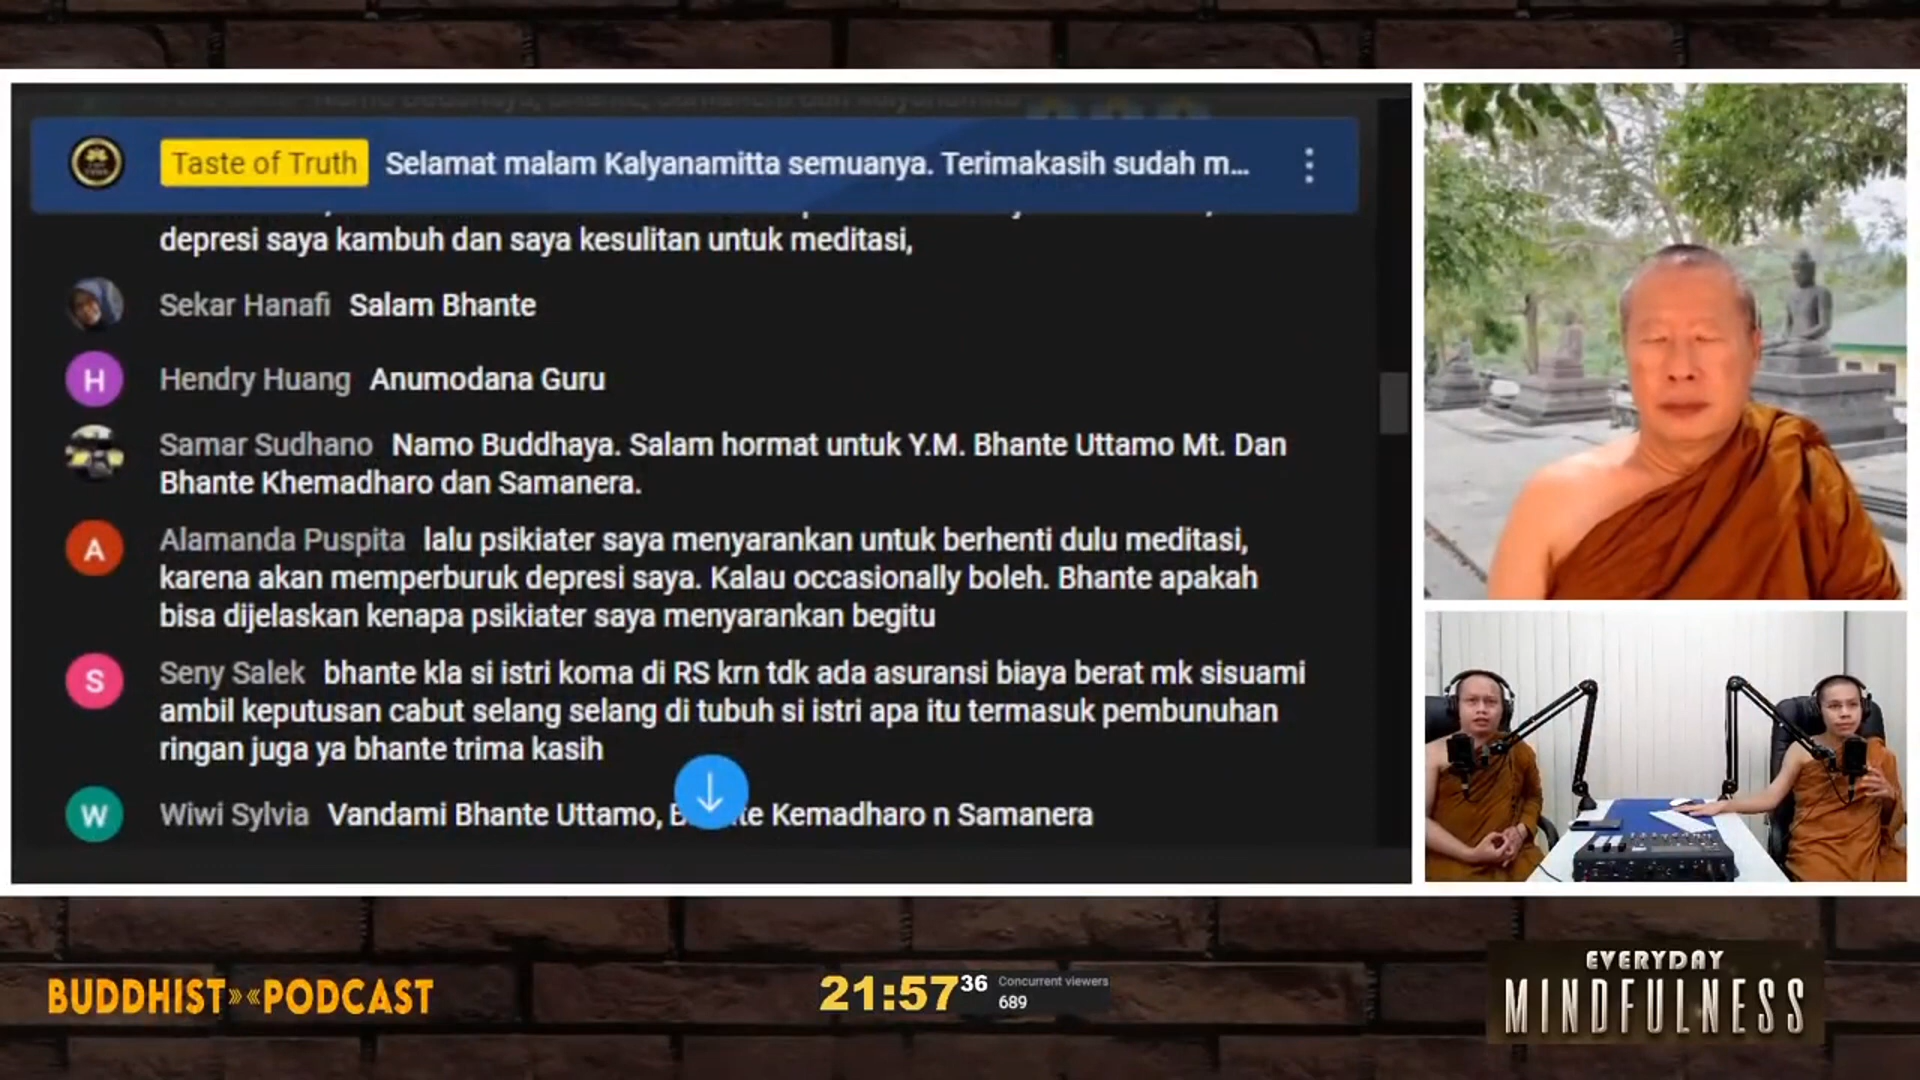 Taste of Truth Selamat malam Kalyanamitta semuanya. Terimakasih sudah m...
depresi saya kambuh dan saya kesulitan untuk meditasi,
Sekar Hanafi Salam Bhante
H Hendry Huang Anumodana Guru
Samar Sudhano Namo Buddhaya. Salam hormat untuk Y.M. Bhante Uttamo Mt. Dan
Bhante Khemadharo dan Samanera.
A Alamanda Puspita lalu psikiater saya menyarankan untuk berhenti dulu meditasi,
karena akan memperburuk depresi saya. Kalau occasionally boleh. Bhante apakah
bisa dijelaskan kenapa psikiater saya menyarankan begitu
S Seny Salek bhante kla si istri koma di RS krn tdk ada asuransi biaya berat mk sisuami
ambil keputusan cabut selang selang di tubuh si istri apa itu termasuk pembunuhan
ringan juga ya bhante trima kasih
W Wiwi Sylvia Vandami Bhante Uttamo, Kemadharo n Samanera
BUDDHIST»«PODCAST
21:57 36
Concurrent viewers
689
EVERYDAY
MINDFULNESS